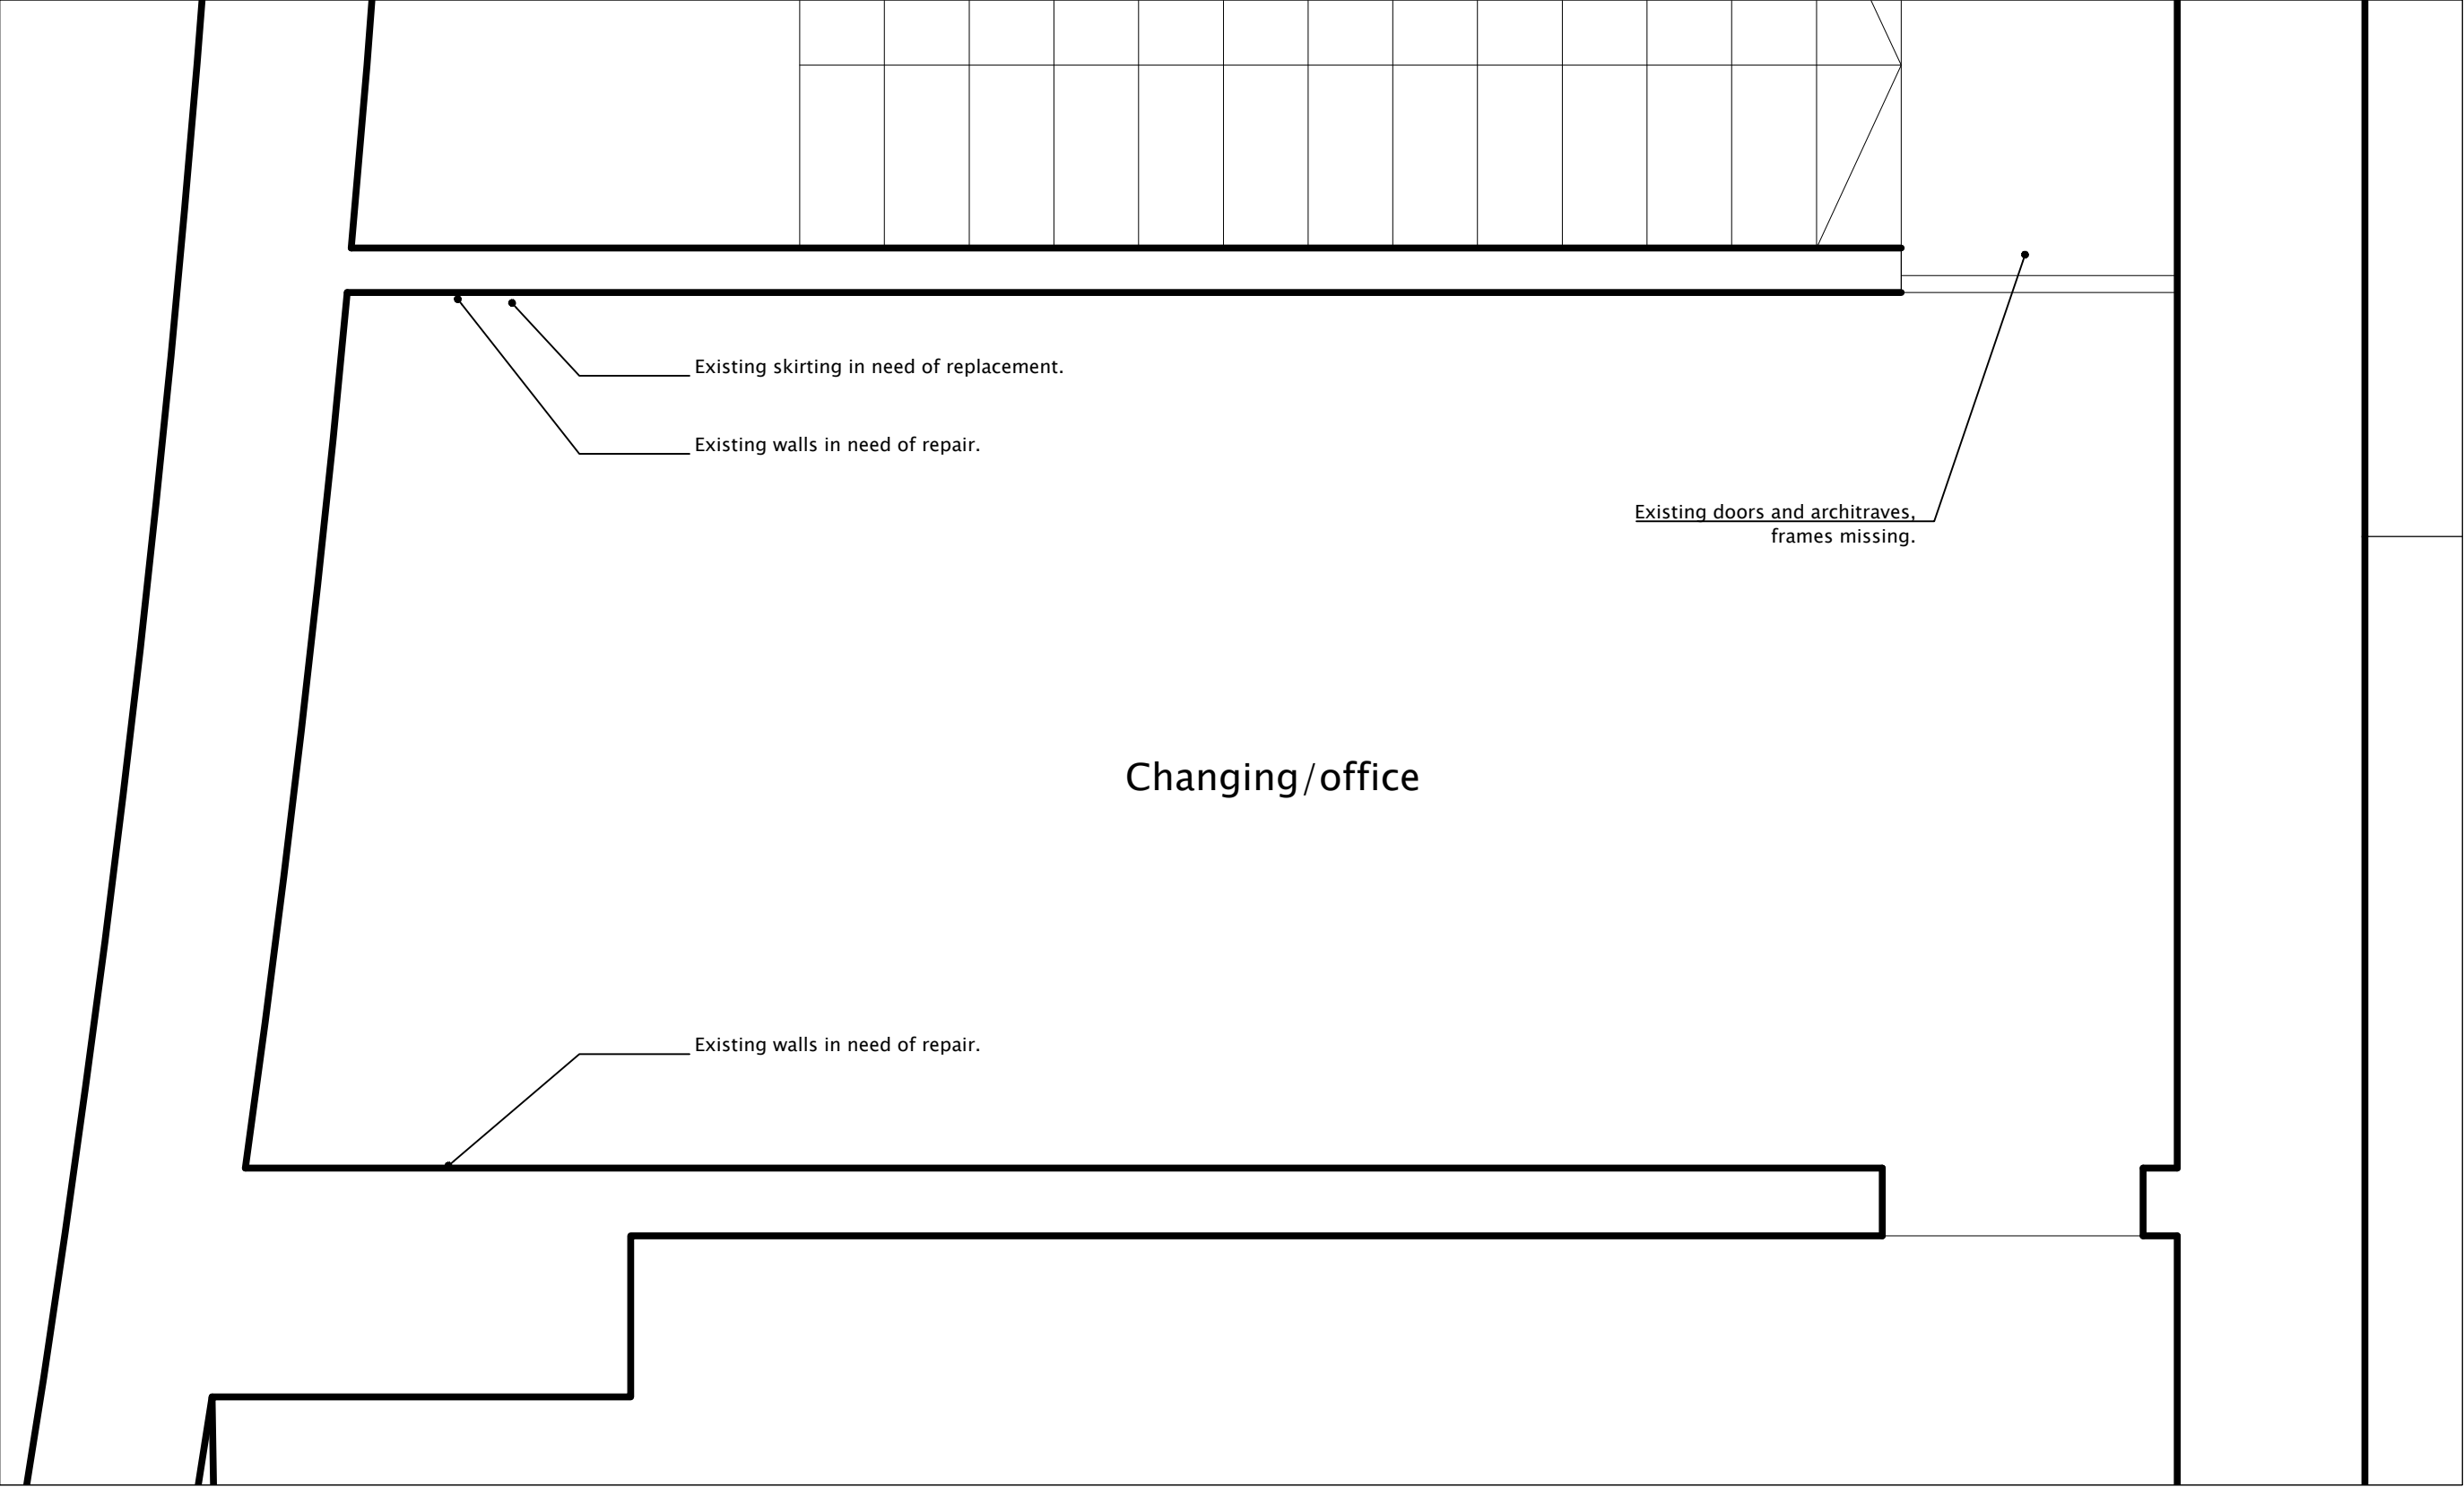 Existing skirting in need of replacement.
Existing walls in need of repair.
Existing doors and architraves,
frames missing.
Changing/office
Existing walls in need of repair.